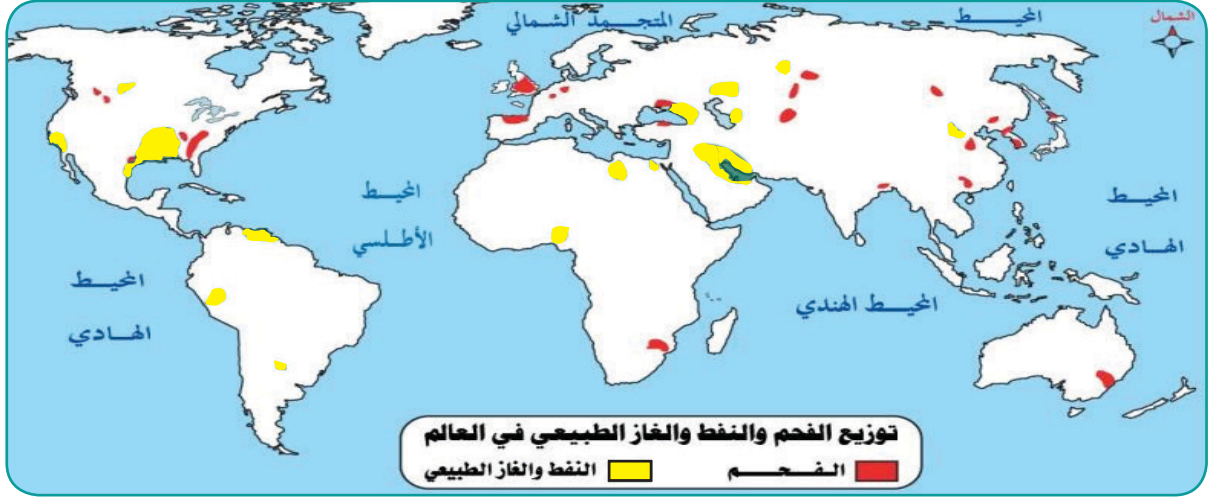 المحيط
المتجمد الشمالي
الشمال
المحيط
الأطلسي
المحيط
الهادي
المحيط
الهادي
المحيط الهندي
توزيع الفحم والنفط والغاز الطبيعي في العالم
الفحم
النفط والغاز الطبيعي